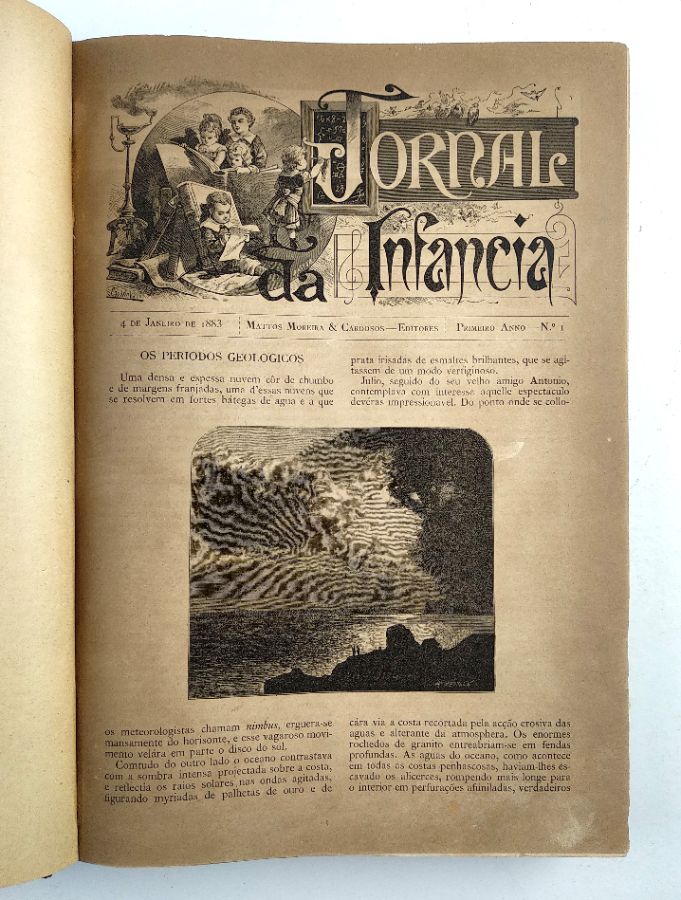 JORNAL
da Infancia
4 DE JANEIRO DE 1883 MATTOS MOREIRA & CARDOSOS—EDITORES PRIMEIRO ANNO—N.º 1
OS PERIODOS GEOLOGICOS
Uma densa e espessa nuvem côr de chumbo
e de margens franjadas, uma d'essas nuvens que
se resolvem em fortes bátegas de agua e a que
prata irisadas de esmaltes brilhantes, que se agi-
tassem de um modo vertiginoso.
Julio, seguido do seu velho amigo Antonio,
contemplava com interesse aquelle espectaculo
devéras impressionavel. Do ponto onde se collo-
os meteorologistas chamam nimbus, erguera-se
mansamente do horisonte, e esse vagaroso movi-
mento velára em parte o disco do sol.
Comtudo do outro lado o oceano contrastava
com a sombra intensa projectada sobre a costa,
e reflectia os raios solares nas ondas agitadas,
figurando myriadas de palhetas de ouro e de
cára via a costa recortada pela acção erosiva das
aguas e alterante da atmosphera. Os enormes
rochedos de granito entreabriam-se em fendas
profundas. As aguas do oceano, como acontece
em todas as costas penhascosas, haviam-lhes es-
cavado os alicerces, rompendo mais longe para
o interior em perfurações afuniladas, verdadeiros